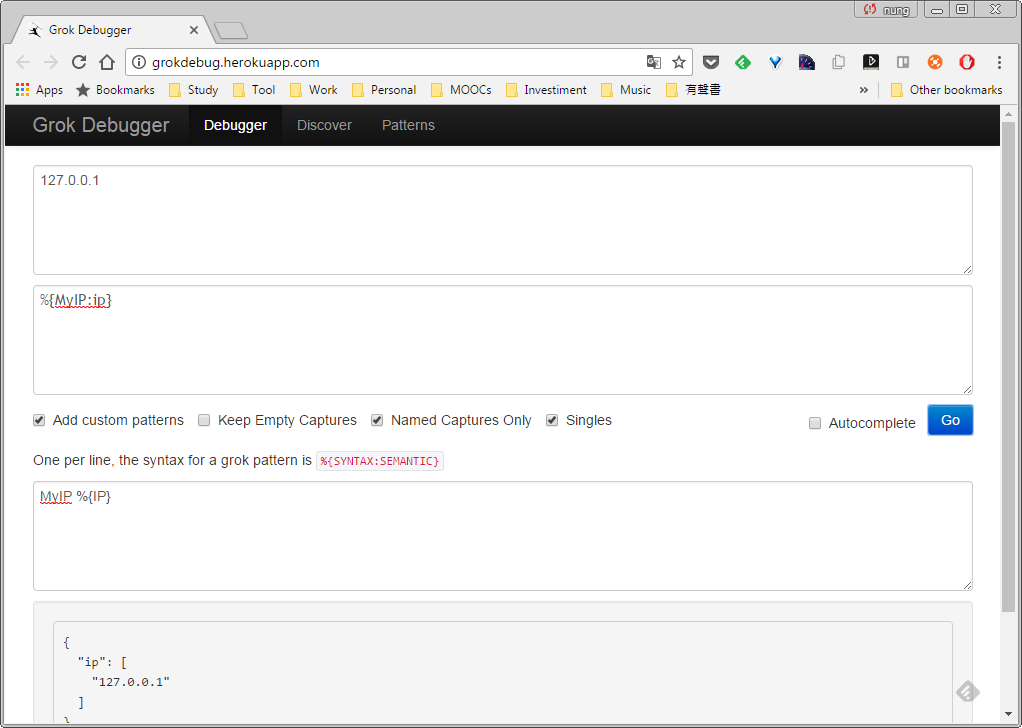 nung
Grok Debugger
grokdebug.herokuapp.com
Apps Bookmarks Study Tool Work Personal MOOCs Investiment Music 有聲書 » Other bookmarks
Grok Debugger Debugger Discover Patterns
127.0.0.1
%{MyIP:ip}
Add custom patterns Keep Empty Captures Named Captures Only Singles Autocomplete Go
One per line, the syntax for a grok pattern is %{SYNTAX:SEMANTIC}
MyIP %{IP}
{
"ip": [
"127.0.0.1"
]
}